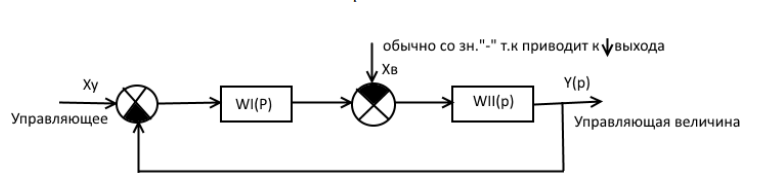 обычно со зн."-" т.к приводит к↓выхода
Xв
Xу
Y(p)
WI(P)
WII(p)
Управляющее
Управляющая величина